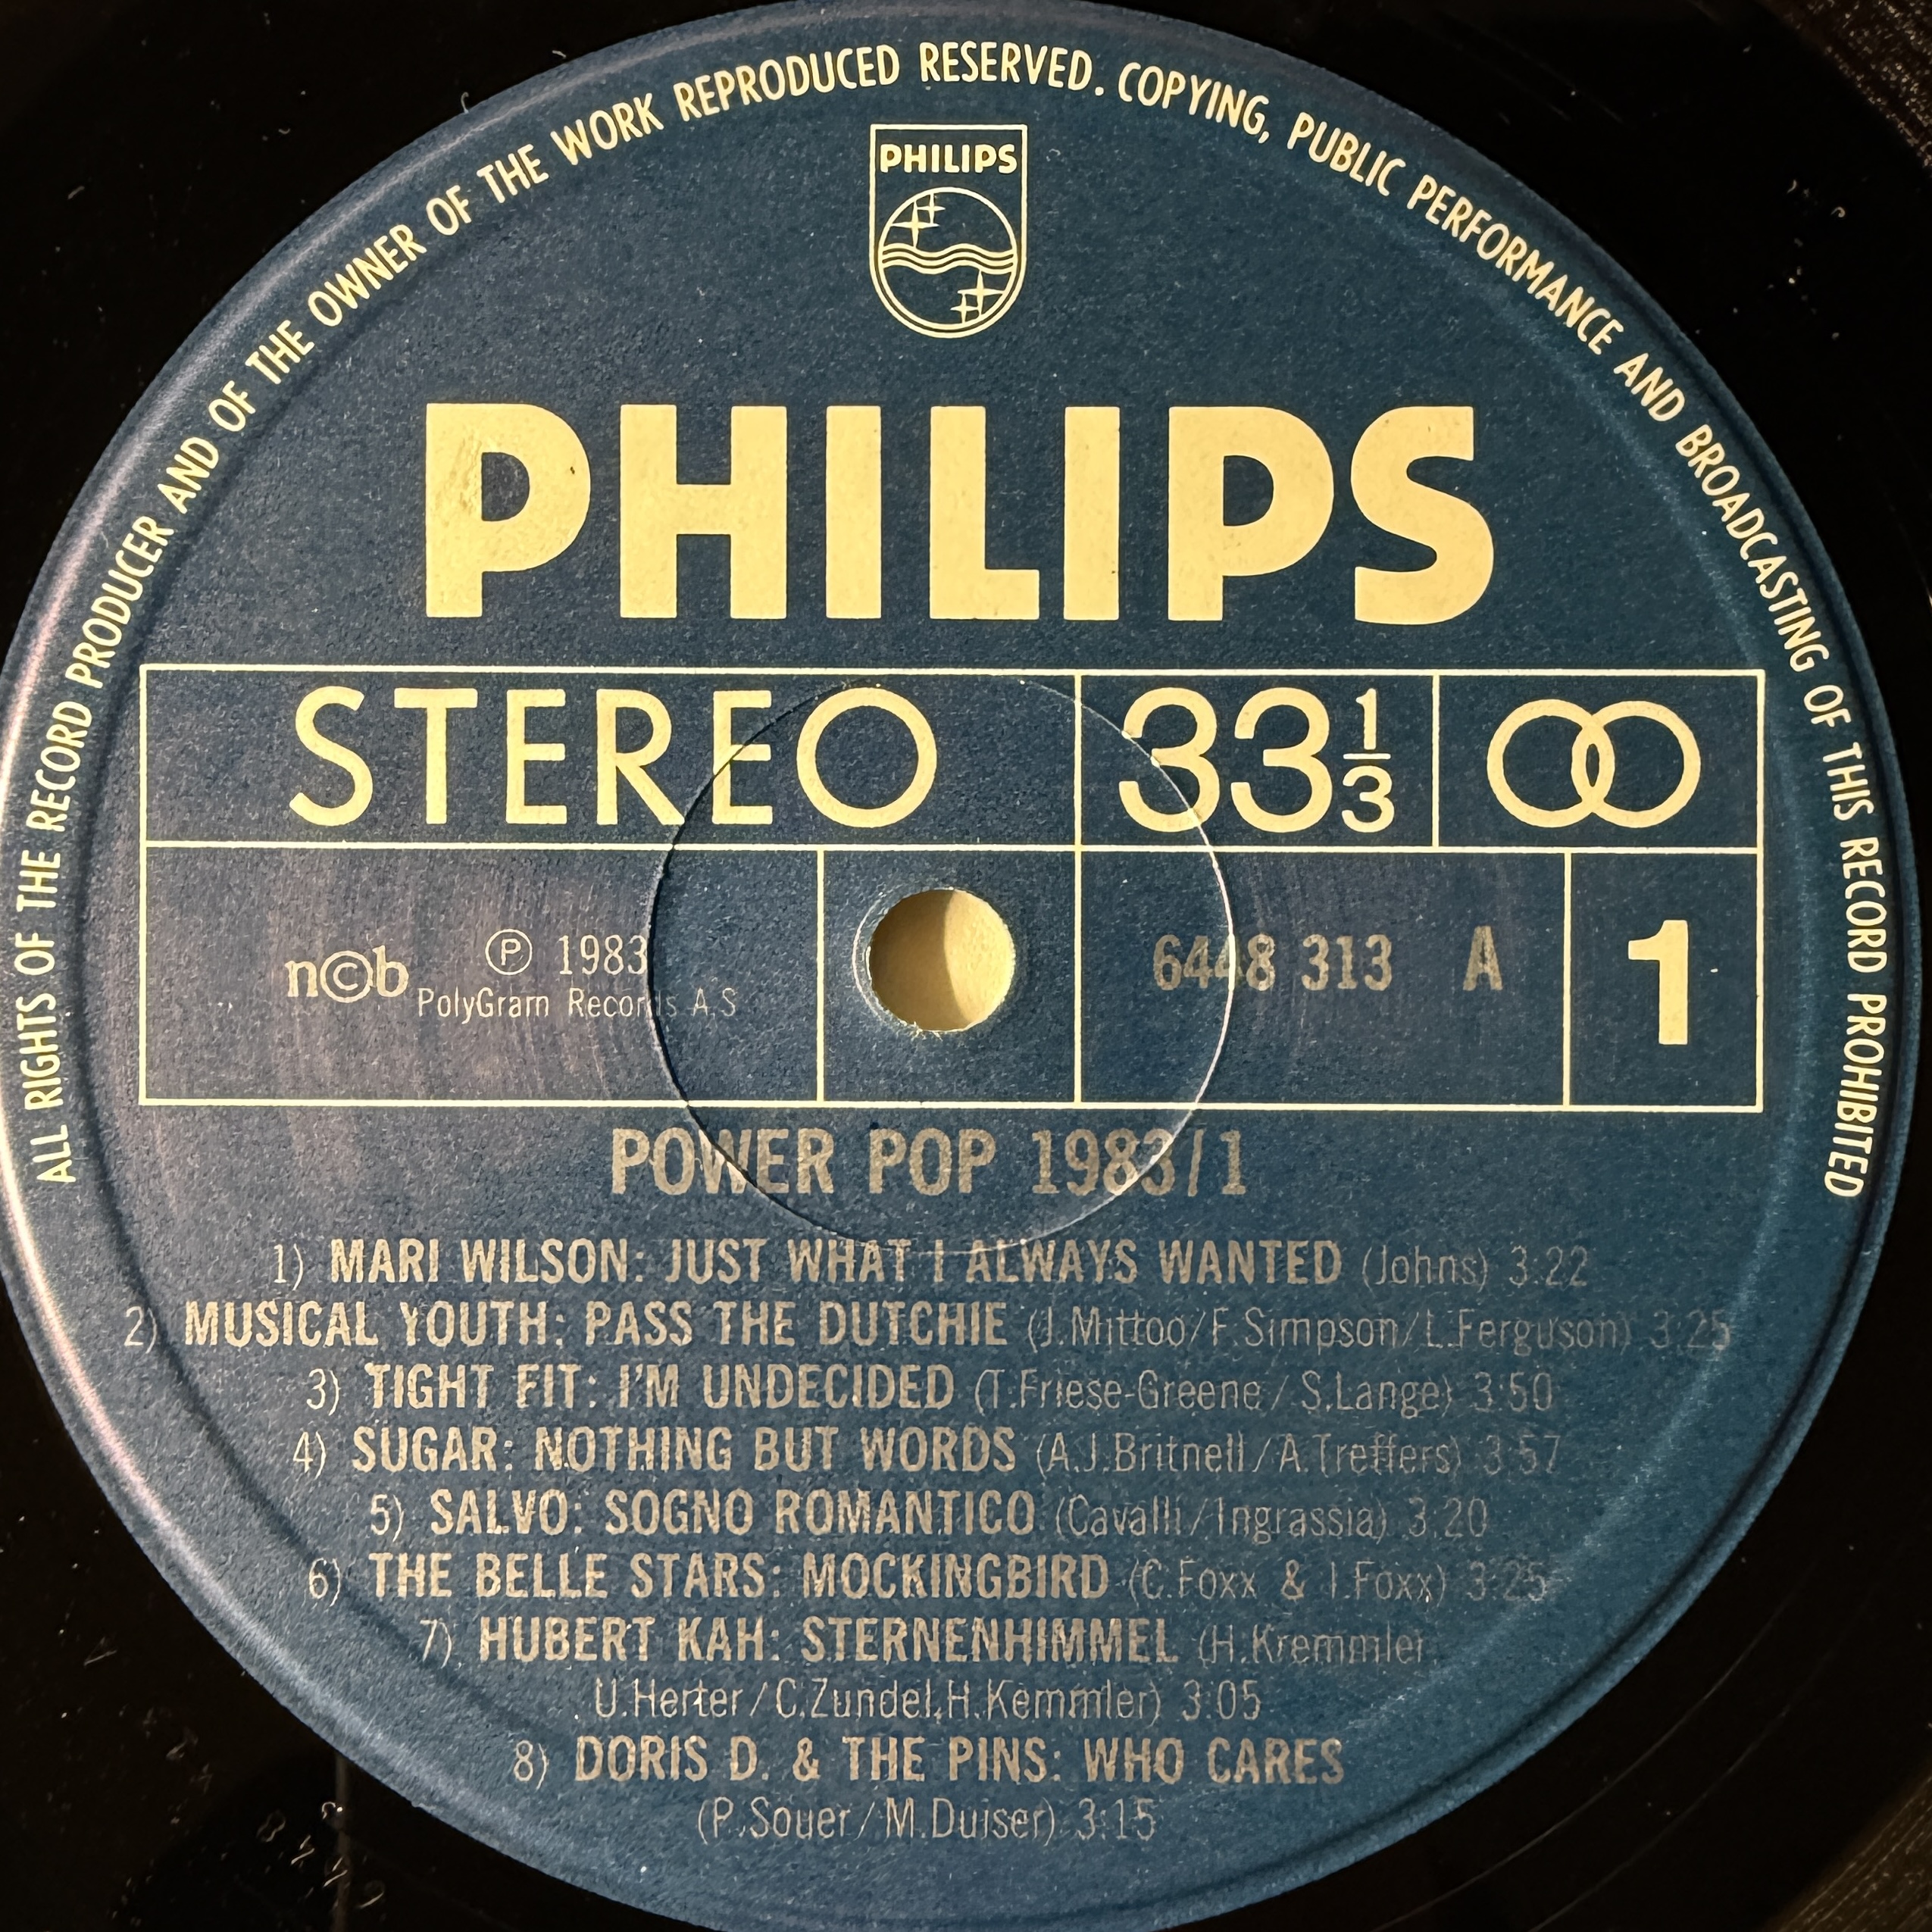 ALL RIGHTS OF THE RECORD PRODUCER AND OF THE OWNER OF THE WORK REPRODUCED RESERVED. COPYING, PUBLIC PERFORMANCE AND BROADCASTING OF THIS RECORD PROHIBITED
PHILIPS
PHILIPS
STEREO 33 1/3
n©b ℗ 1983 6448 313 A 1
PolyGram Records A.S
POWER POP 1983/1
1) MARI WILSON: JUST WHAT I ALWAYS WANTED (Johns) 3:22
2) MUSICAL YOUTH: PASS THE DUTCHIE (J.Mittoo/F.Simpson/L.Ferguson) 3:25
3) TIGHT FIT: I'M UNDECIDED (T.Friese-Greene/S.Lange) 3:50
4) SUGAR: NOTHING BUT WORDS (A.J.Britnell/A.Treffers) 3:57
5) SALVO: SOGNO ROMANTICO (Cavalli/Ingrassia) 3:20
6) THE BELLE STARS: MOCKINGBIRD (C.Foxx & I.Foxx) 3:25
7) HUBERT KAH: STERNENHIMMEL (H.Kremmler
U.Herter/C.Zundel,H.Kemmler) 3:05
8) DORIS D. & THE PINS: WHO CARES
(P.Souer/M.Duiser) 3:15